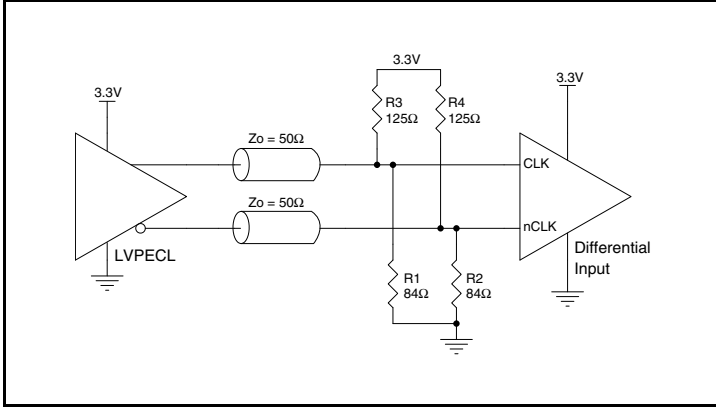 3.3V
3.3V
3.3V
R3
125Ω
R4
125Ω
Zo = 50Ω
CLK
Zo = 50Ω
nCLK
LVPECL
Differential
Input
R1
84Ω
R2
84Ω